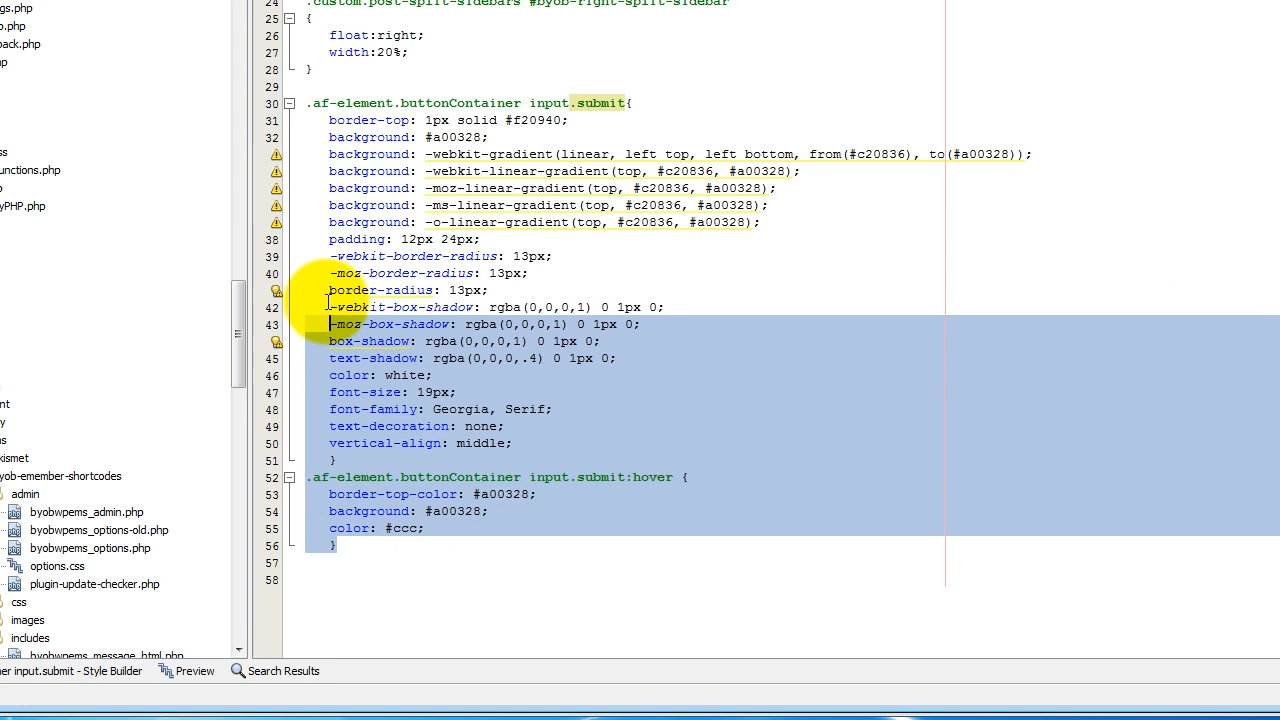 gs.php
o.php
back.php
np
ss
unctions.php
o
yPHP.php
nt
y
ns
kismet
yob-emember-shortcodes
admin
byobwpems_admin.php
byobwpems_options-old.php
byobwpems_options.php
options.css
plugin-update-checker.php
css
images
includes
byobwpems_message_html.php
24 .custom.post-split-sidebars #byob-right-split-sidebar
25 {
26 float:right;
27 width:20%;
28 }
29
30 .af-element.buttonContainer input.submit{
31 border-top: 1px solid #f20940;
32 background: #a00328;
background: -webkit-gradient(linear, left top, left bottom, from(#c20836), to(#a00328));
background: -webkit-linear-gradient(top, #c20836, #a00328);
background: -moz-linear-gradient(top, #c20836, #a00328);
background: -ms-linear-gradient(top, #c20836, #a00328);
background: -o-linear-gradient(top, #c20836, #a00328);
38 padding: 12px 24px;
39 -webkit-border-radius: 13px;
40 -moz-border-radius: 13px;
border-radius: 13px;
42 -webkit-box-shadow: rgba(0,0,0,1) 0 1px 0;
43 -moz-box-shadow: rgba(0,0,0,1) 0 1px 0;
box-shadow: rgba(0,0,0,1) 0 1px 0;
45 text-shadow: rgba(0,0,0,.4) 0 1px 0;
46 color: white;
47 font-size: 19px;
48 font-family: Georgia, Serif;
49 text-decoration: none;
50 vertical-align: middle;
51 }
52 .af-element.buttonContainer input.submit:hover {
53 border-top-color: #a00328;
54 background: #a00328;
55 color: #ccc;
56 }
57
58
er input.submit - Style Builder Preview Search Results